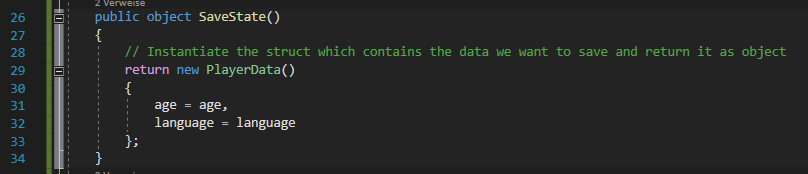 2 Verweise
26 public object SaveState()
27 {
28 // Instantiate the struct which contains the data we want to save and return it as object
29 return new PlayerData()
30 {
31 age = age,
32 language = language
33 };
34 }